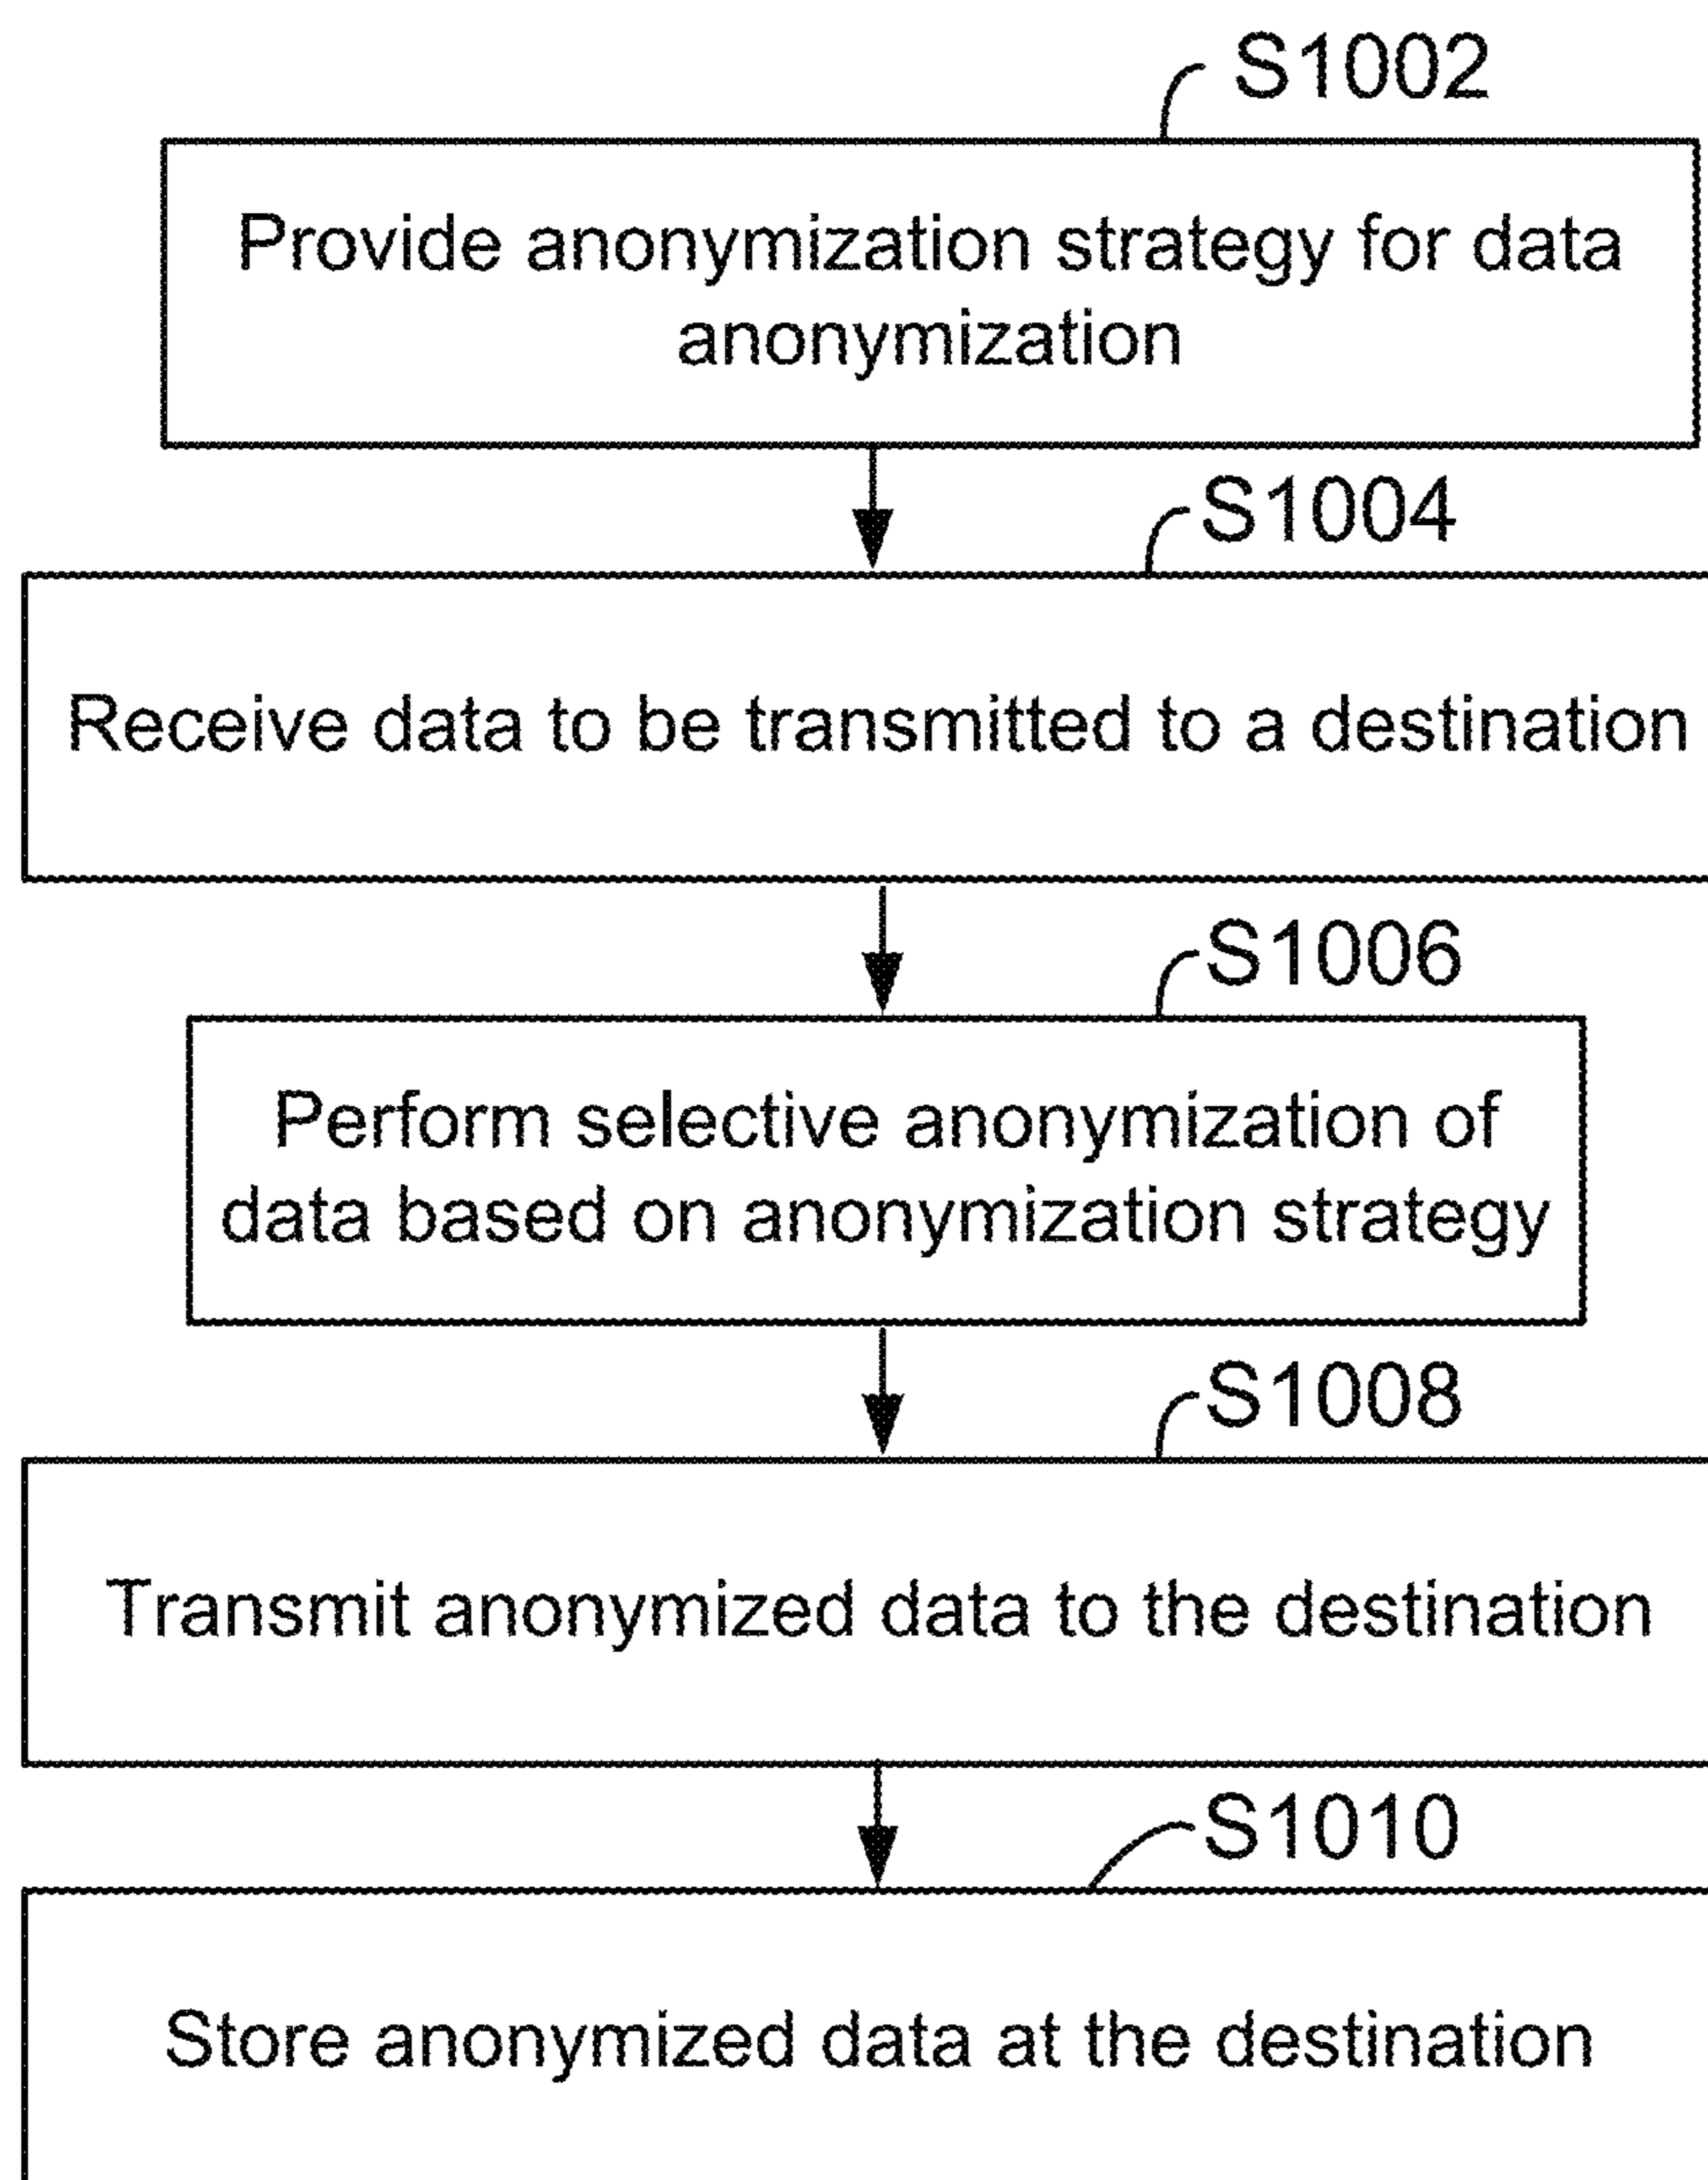 S1002
Provide anonymization strategy for data
anonymization
S1004
Receive data to be transmitted to a destination
S1006
Perform selective anonymization of
data based on anonymization strategy
S1008
Transmit anonymized data to the destination
S1010
Store anonymized data at the destination